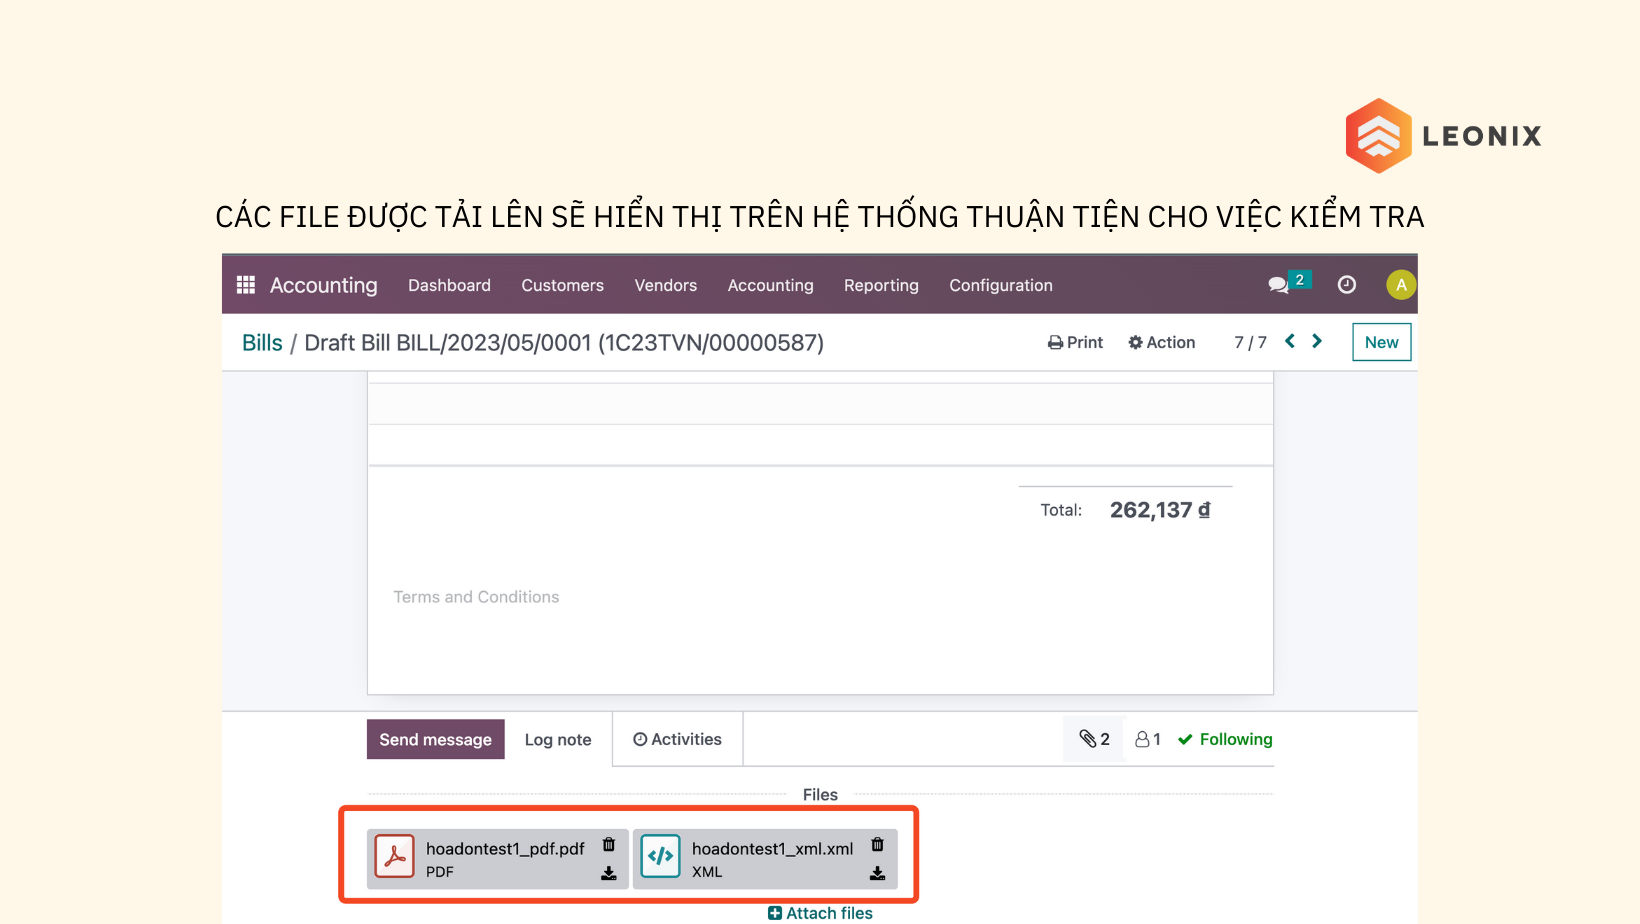 LEONIX
CÁC FILE ĐƯỢC TẢI LÊN SẼ HIỂN THỊ TRÊN HỆ THỐNG THUẬN TIỆN CHO VIỆC KIỂM TRA
Accounting Dashboard Customers Vendors Accounting Reporting Configuration 2 A
Bills / Draft Bill BILL/2023/05/0001 (1C23TVN/00000587) Print Action 7 / 7 New
Total: 262,137 ₫
Terms and Conditions
Send message Log note Activities 2 1 Following
Files
hoadontest1_pdf.pdf hoadontest1_xml.xml
PDF XML
Attach files